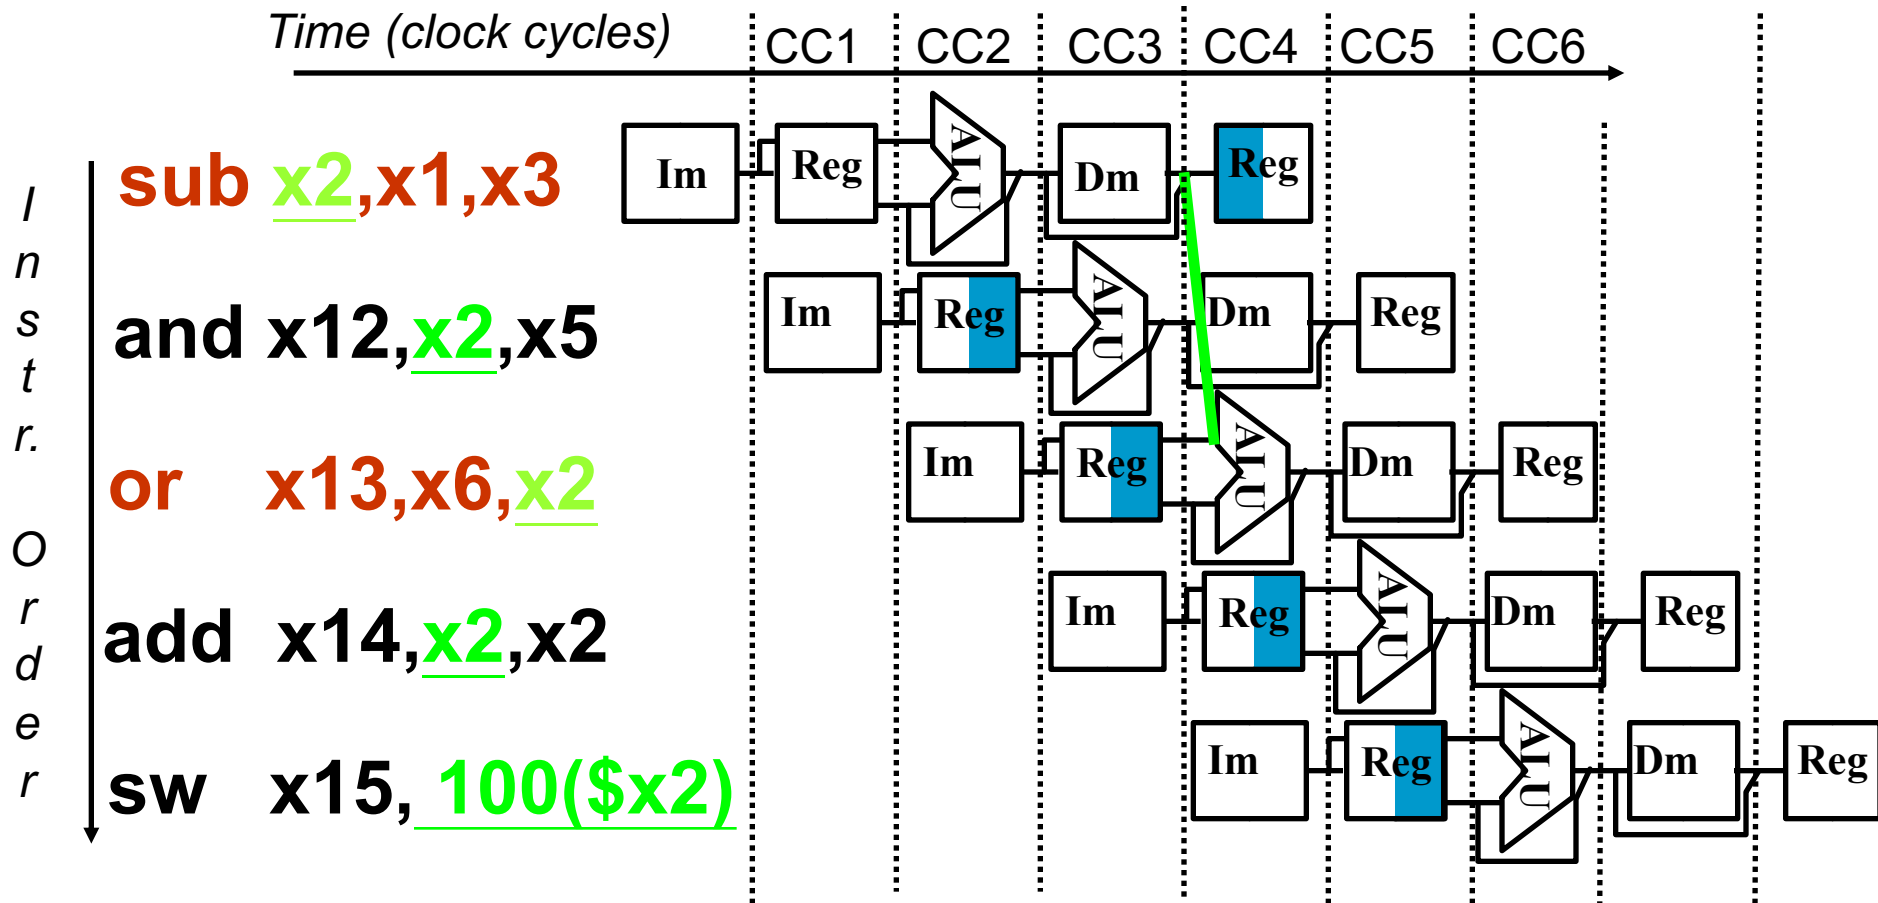 Time (clock cycles) CC1 CC2 CC3 CC4 CC5 CC6
Instr. Order
sub x2,x1,x3 Im Reg ALU Dm Reg
and x12,x2,x5 Im Reg ALU Dm Reg
or x13,x6,x2 Im Reg ALU Dm Reg
add x14,x2,x2 Im Reg ALU Dm Reg
sw x15, 100($x2) Im Reg ALU Dm Reg